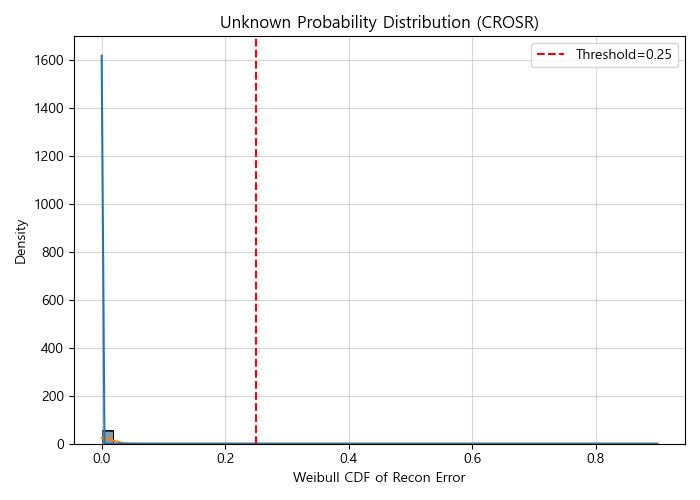 Unknown Probability Distribution (CROSR)
Threshold=0.25
Density
1600
1400
1200
1000
800
600
400
200
0
0.0 0.2 0.4 0.6 0.8
Weibull CDF of Recon Error